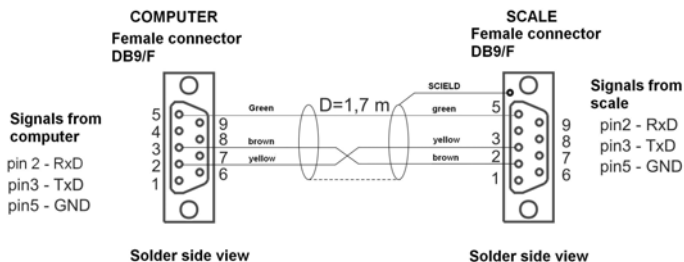 COMPUTER
Female connector
DB9/F
SCALE
Female connector
DB9/F
Signals from
computer
pin 2 - RxD
pin3 - TxD
pin5 - GND
5
4
3
2
1
9
8
7
6
Green
brown
yellow
D=1,7 m
SCIELD
green
yellow
brown
5
3
2
1
9
8
7
6
Signals from
scale
pin2 - RxD
pin3 - TxD
pin5 - GND
Solder side view
Solder side view